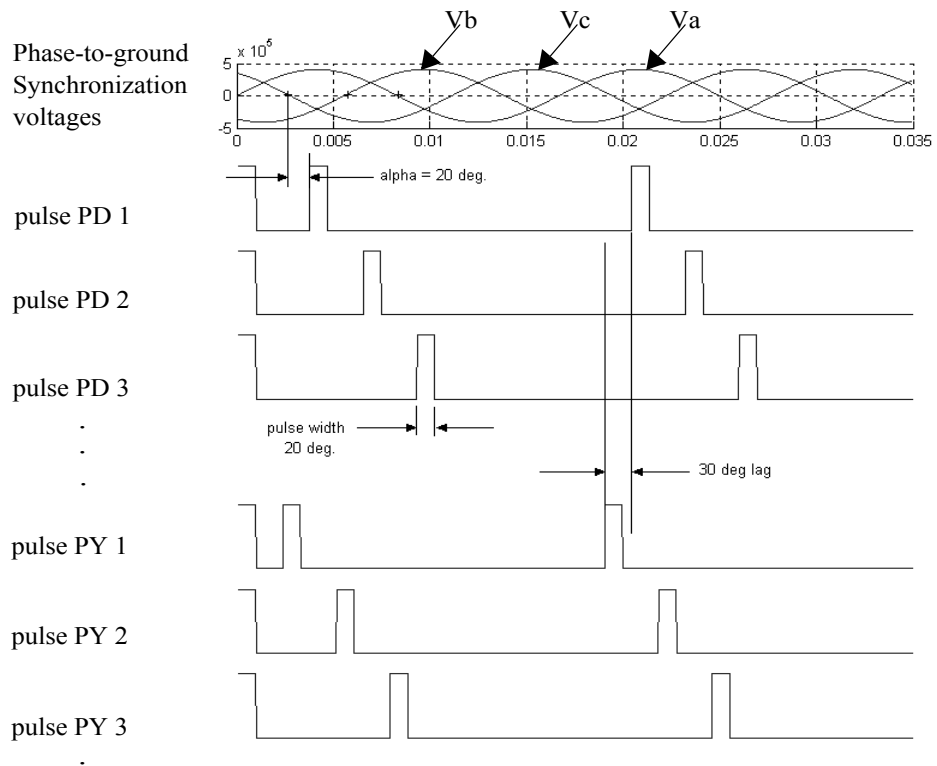 Vb Vc Va
Phase-to-ground
Synchronization
voltages
x 10⁵
5
0
-5
0 0.005 0.01 0.015 0.02 0.025 0.03 0.035
alpha = 20 deg.
pulse PD 1
pulse PD 2
pulse PD 3
pulse width
20 deg.
.
.
.
30 deg lag
pulse PY 1
pulse PY 2
pulse PY 3
.